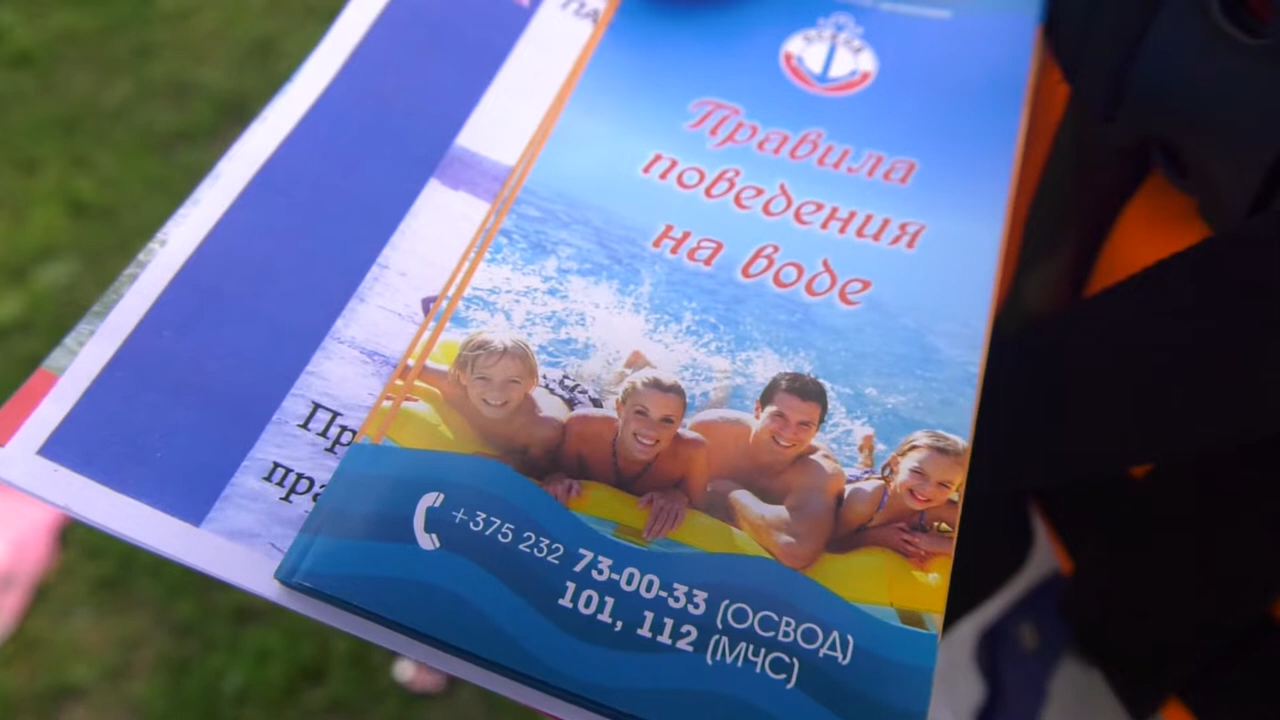 Правила
поведения
на воде
+375 232 73-00-33 (ОСВОД)
101, 112 (МЧС)